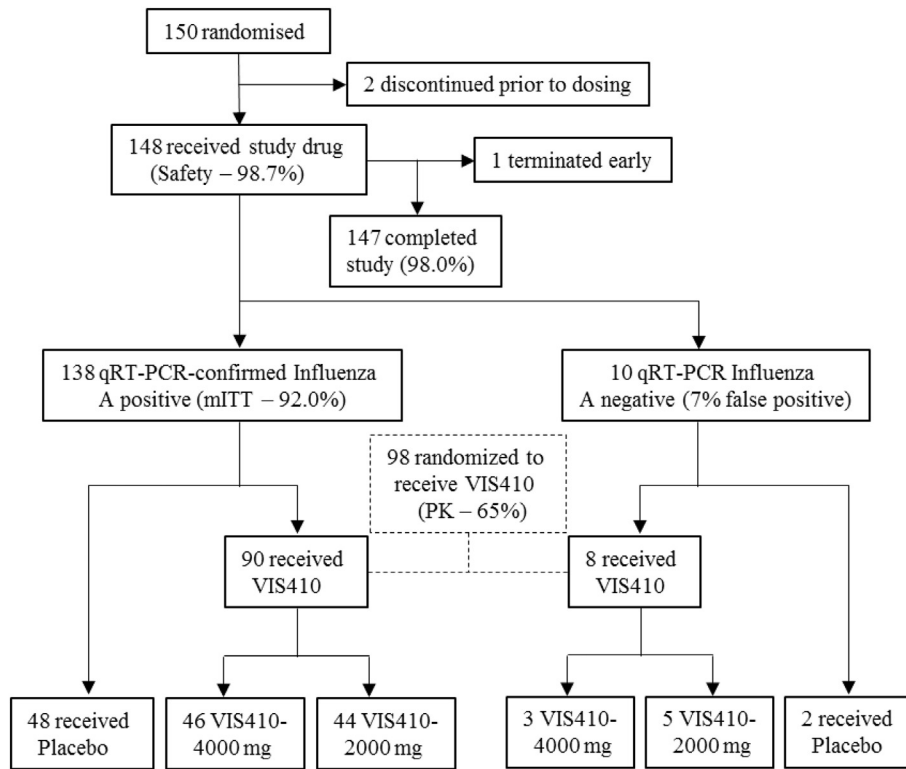 150 randomised
2 discontinued prior to dosing
148 received study drug
(Safety – 98.7%)
1 terminated early
147 completed
study (98.0%)
138 qRT-PCR-confirmed Influenza
A positive (mITT – 92.0%)
10 qRT-PCR Influenza
A negative (7% false positive)
98 randomized to
receive VIS410
(PK – 65%)
90 received
VIS410
8 received
VIS410
48 received
Placebo
46 VIS410-
4000 mg
44 VIS410-
2000 mg
3 VIS410-
4000 mg
5 VIS410-
2000 mg
2 received
Placebo